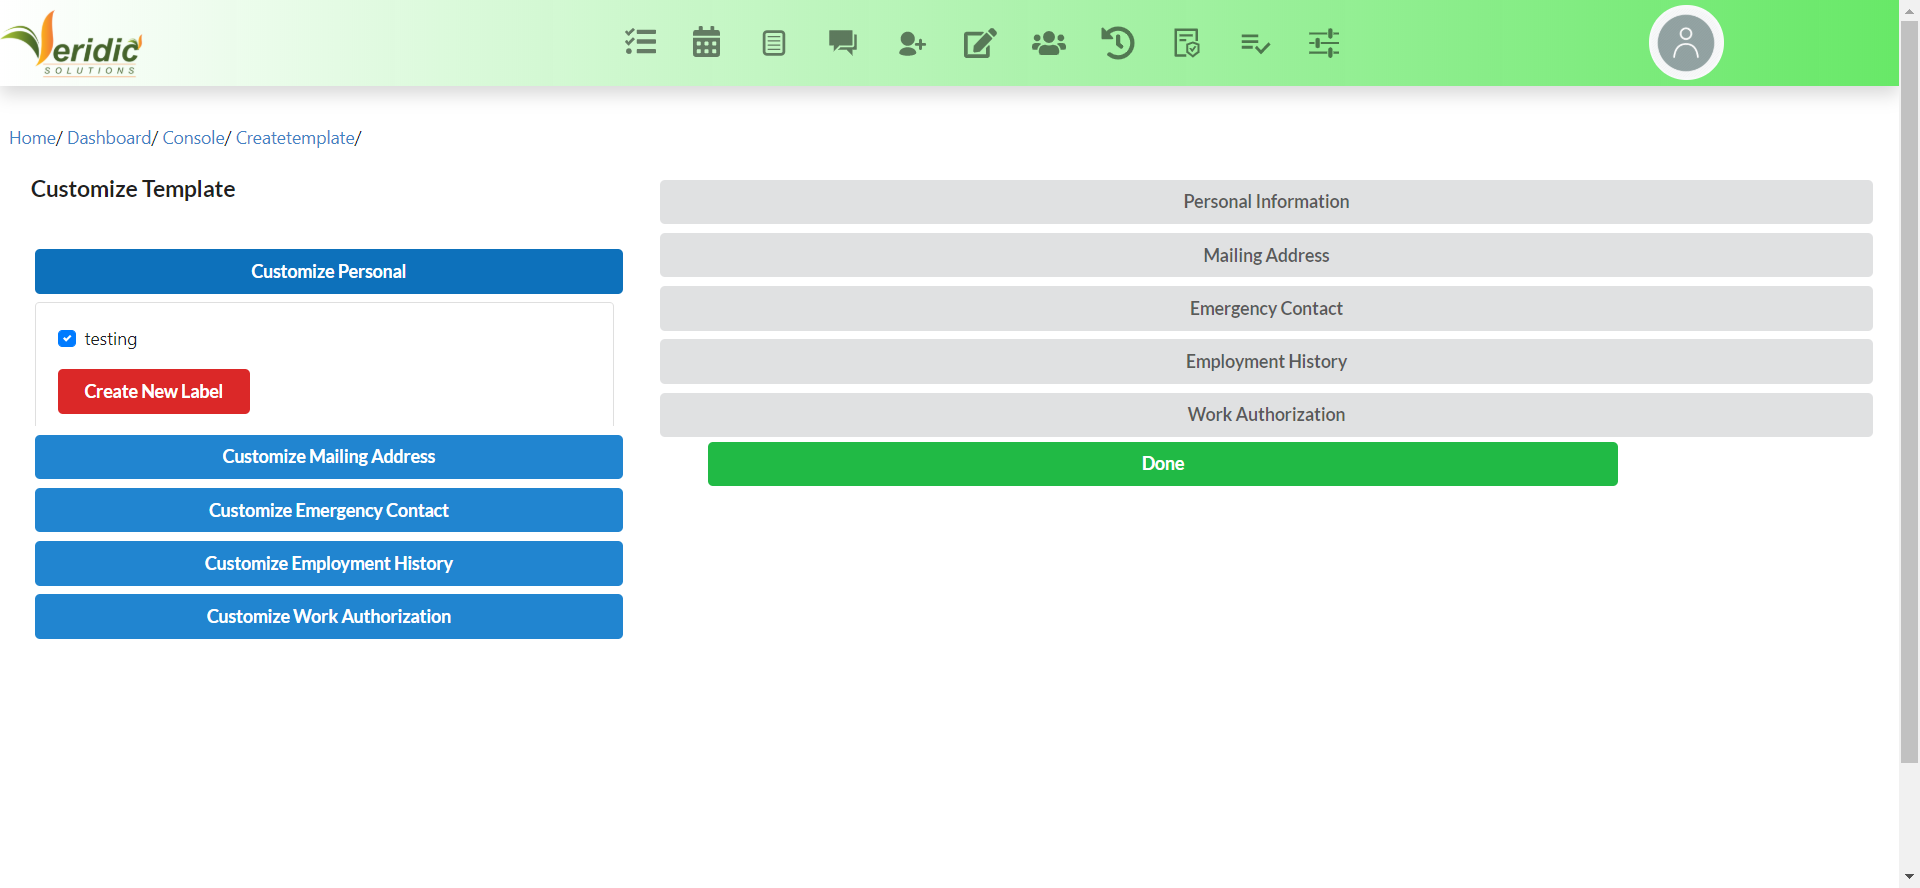 eridic
SOLUTIONS
Home/ Dashboard/ Console/ Createtemplate/
Customize Template
Customize Personal
testing
Create New Label
Customize Mailing Address
Customize Emergency Contact
Customize Employment History
Customize Work Authorization
Personal Information
Mailing Address
Emergency Contact
Employment History
Work Authorization
Done